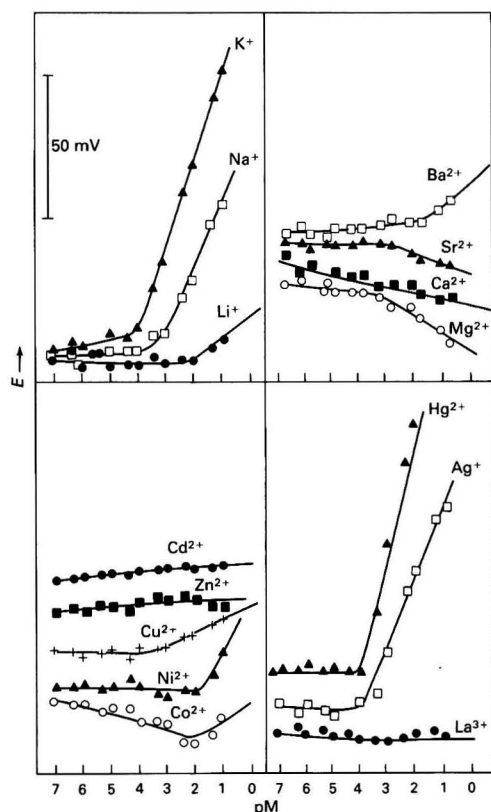 K⁺
50 mV
Na⁺
Li⁺
Ba²⁺
Sr²⁺
Ca²⁺
Mg²⁺
E →
Cd²⁺
Zn²⁺
Cu²⁺
Ni²⁺
Co²⁺
Hg²⁺
Ag⁺
La³⁺
7 6 5 4 3 2 1 0 7 6 5 4 3 2 1 0
pM